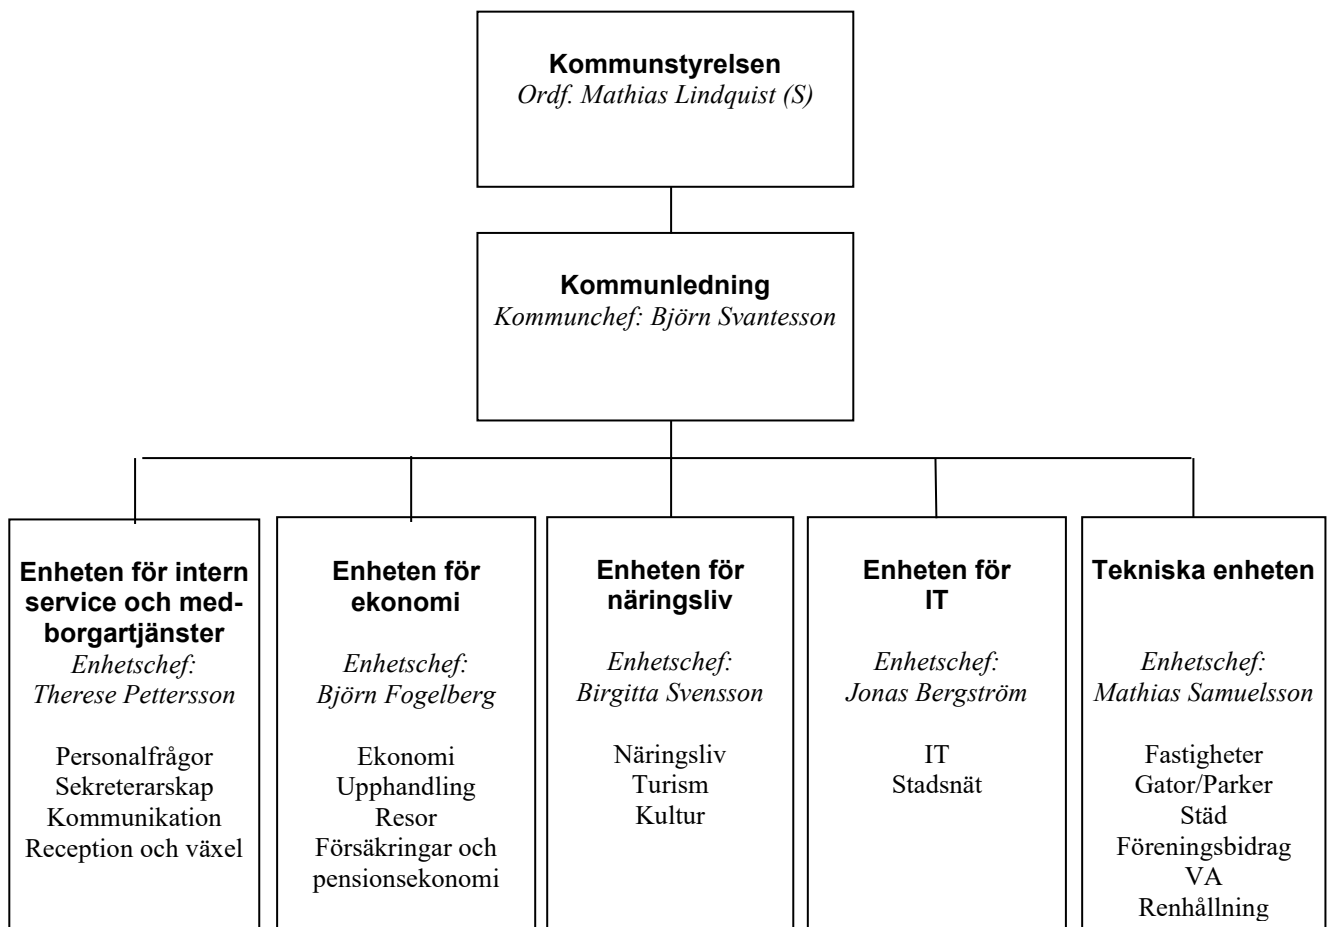 Kommunstyrelsen
Ordf. Mathias Lindquist (S)
Kommunledning
Kommunchef: Björn Svantesson
Enheten för intern
service och med-
borgartjänster
Enhetschef:
Therese Pettersson
Personalfrågor
Sekreterarskap
Kommunikation
Reception och växel
Enheten för
ekonomi
Enhetschef:
Björn Fogelberg
Ekonomi
Upphandling
Resor
Försäkringar och
pensionsekonomi
Enheten för
näringsliv
Enhetschef:
Birgitta Svensson
Näringsliv
Turism
Kultur
Enheten för
IT
Enhetschef:
Jonas Bergström
IT
Stadsnät
Tekniska enheten
Enhetschef:
Mathias Samuelsson
Fastigheter
Gator/Parker
Städ
Föreningsbidrag
VA
Renhållning